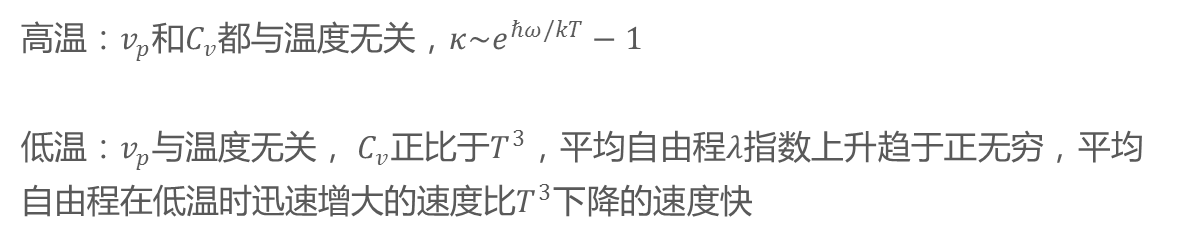 高温：v_p和C_v都与温度无关，κ~e^{ℏω/kT} − 1
低温：v_p与温度无关， C_v正比于T^3，平均自由程λ指数上升趋于正无穷，平均
自由程在低温时迅速增大的速度比T^3下降的速度快